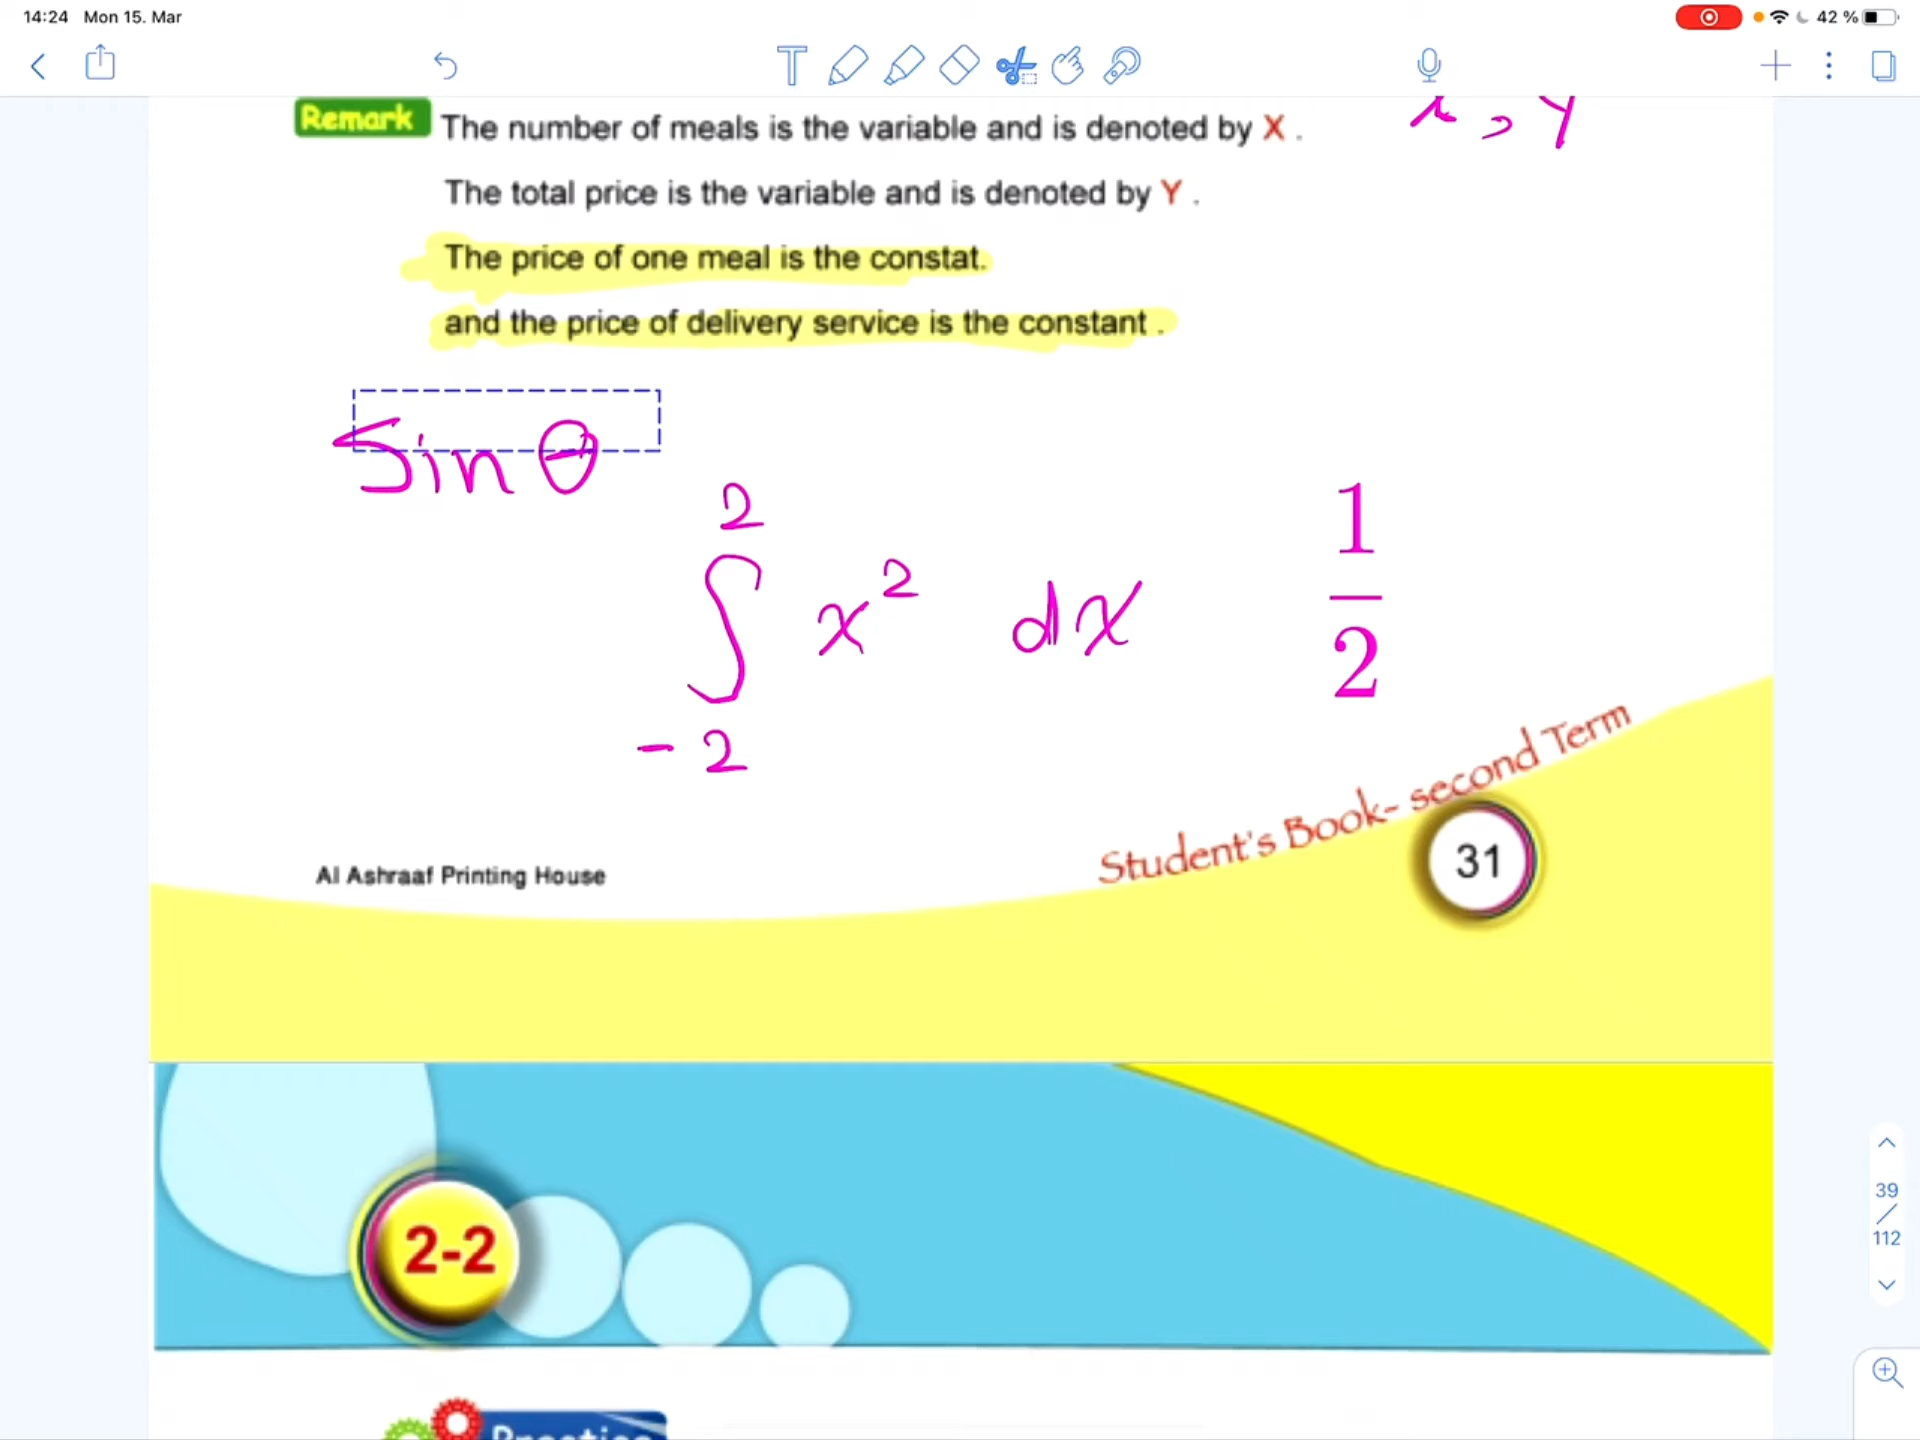 14:24 Mon 15. Mar 42 %
T
Remark The number of meals is the variable and is denoted by X . x , y
The total price is the variable and is denoted by Y .
The price of one meal is the constat.
and the price of delivery service is the constant .
Sin θ
2
∫ x² dx
-2
1
2
Student's Book- second Term
31
Al Ashraaf Printing House
39
/
112
2-2
Practice